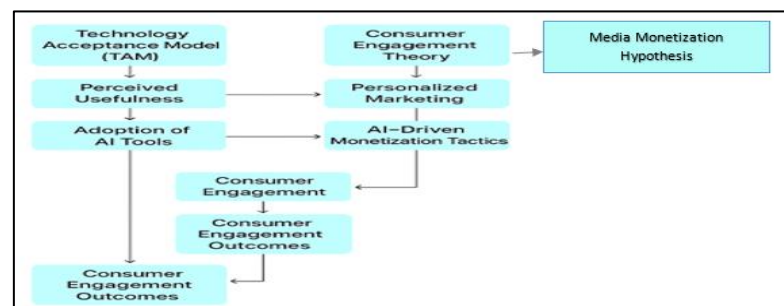 Technology
Acceptance Model
(TAM)
Consumer
Engagement
Theory
Media Monetization
Hypothesis
Perceived
Usefulness
Personalized
Marketing
Adoption of
AI Tools
AI–Driven
Monetization Tactics
Consumer
Engagement
Consumer
Engagement
Outcomes
Consumer
Engagement
Outcomes